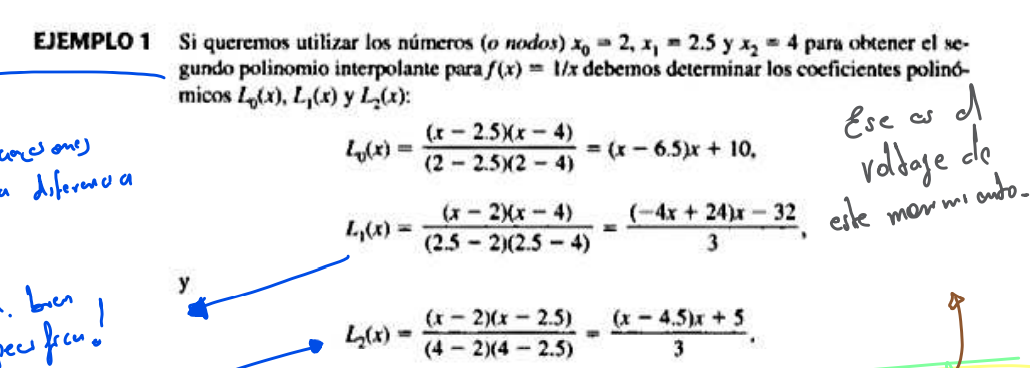 EJEMPLO 1 Si queremos utilizar los números (o nodos) x₀ = 2, x₁ = 2.5 y x₂ = 4 para obtener el se-
gundo polinomio interpolante para f(x) = 1/x debemos determinar los coeficientes polinó-
micos L₀(x), L₁(x) y L₂(x):
L₀(x) = (x − 2.5)(x − 4) / (2 − 2.5)(2 − 4) = (x − 6.5)x + 10,
Ese es el
voltage de
este
diferencia
L₁(x) = (x − 2)(x − 4) / (2.5 − 2)(2.5 − 4) = (−4x + 24)x − 32 / 3,
y
bien
L₂(x) = (x − 2)(x − 2.5) / (4 − 2)(4 − 2.5) = (x − 4.5)x + 5 / 3.